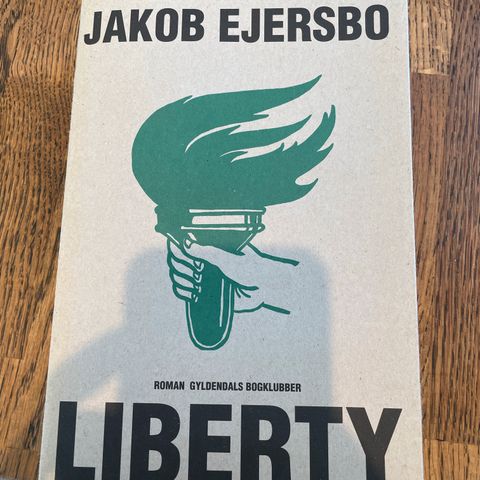 JAKOB EJERSBO
ROMAN GYLDENDALS BOGKLUBBER
LIBERTY